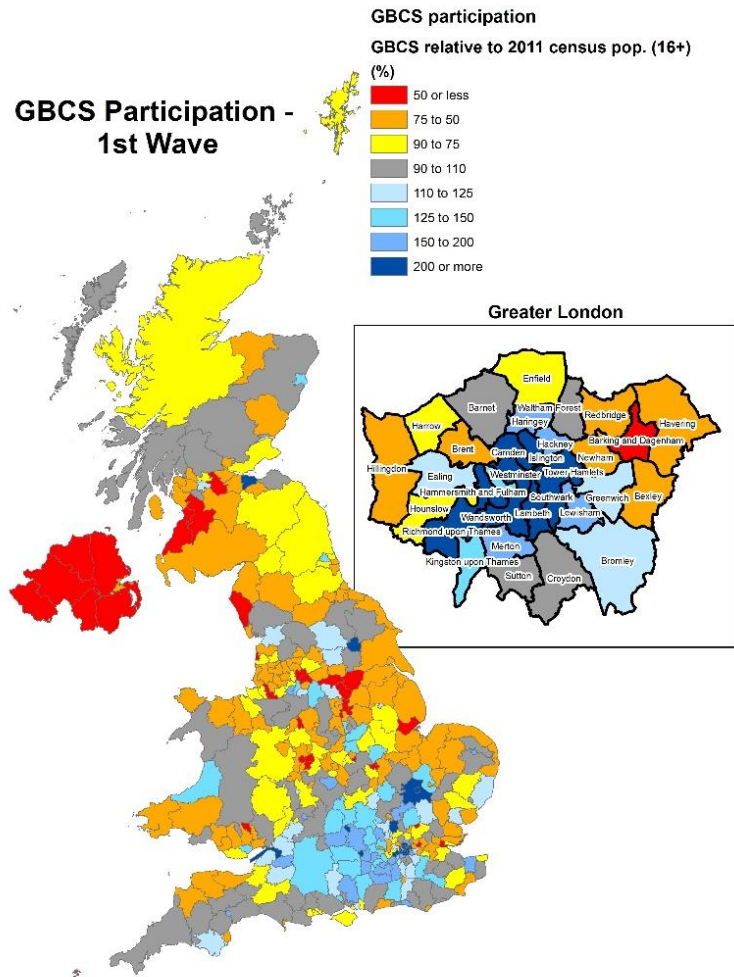 GBCS participation
GBCS relative to 2011 census pop. (16+)
(%)
50 or less
75 to 50
90 to 75
90 to 110
110 to 125
125 to 150
150 to 200
200 or more
GBCS Participation -
1st Wave
Greater London
Enfield
Barnet
Waltham Forest
Haringey
Redbridge
Harrow
Havering
Hackney
Barking and Dagenham
Camden
Brent
Islington
Newham
Hillingdon
Westminster
Tower Hamlets
Ealing
Hammersmith and Fulham
Southwark
Greenwich
Bexley
Hounslow
Wandsworth
Lambeth
Lewisham
Richmond upon Thames
Merton
Kingston upon Thames
Bromley
Sutton
Croydon